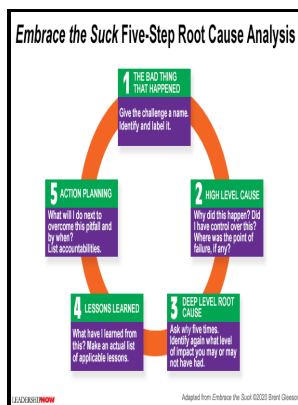 Embrace the Suck Five-Step Root Cause Analysis
1 THE BAD THING
THAT HAPPENED
Give the challenge a name.
Identify and label it.
2 HIGH LEVEL CAUSE
Why did this happen? Did
I have control over this?
Where was the point of
failure, if any?
3 DEEP LEVEL ROOT
CAUSE
Ask why five times.
Identify again what level
of impact you may or may
not have had.
4 LESSONS LEARNED
What have I learned from
this? Make an actual list
of applicable lessons.
5 ACTION PLANNING
What will I do next to
overcome this pitfall and
by when?
List accountabilities.
LEADERSHIPNOW
Adapted from Embrace the Suck ©2020 Brent Gleeson